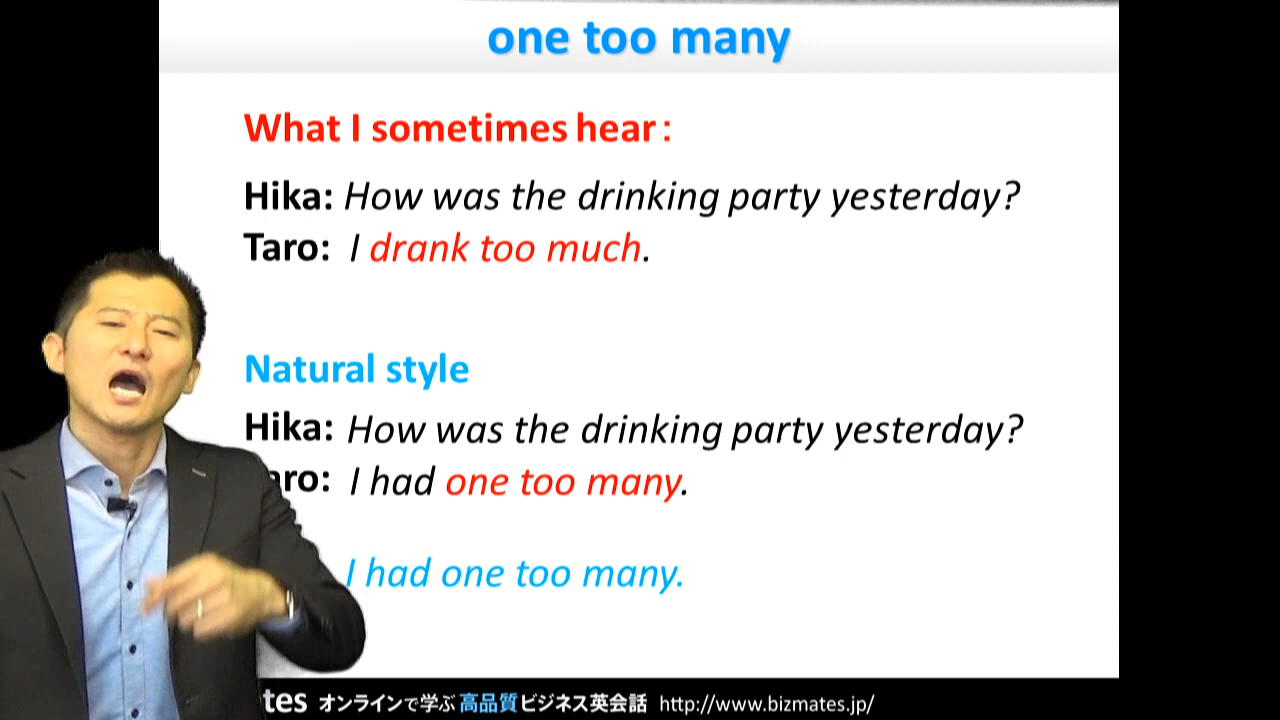 one too many
What I sometimes hear :
Hika: How was the drinking party yesterday?
Taro: I drank too much.
Natural style
Hika: How was the drinking party yesterday?
aro: I had one too many.
I had one too many.
tes オンラインで学ぶ 高品質 ビジネス英会話 http://www.bizmates.jp/